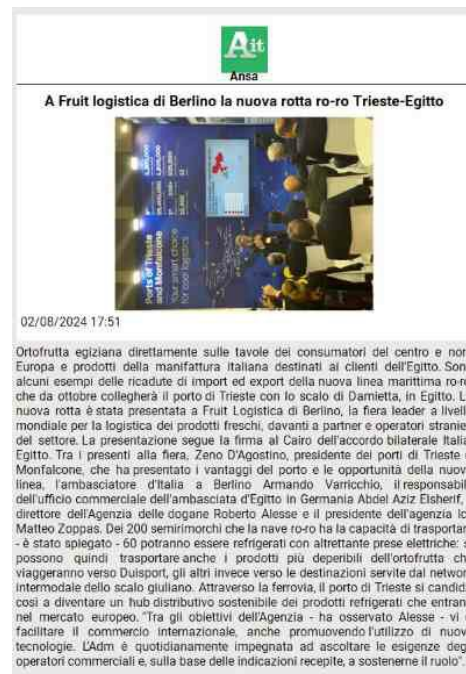 Ait
Ansa
A Fruit logistica di Berlino la nuova rotta ro-ro Trieste-Egitto
Ports of Trieste
and Monfalcone
Your smart choice
for cool logistics
02/08/2024 17:51
Ortofrutta egiziana direttamente sulle tavole dei consumatori del centro e nor
Europa e prodotti della manifattura italiana destinati ai clienti dell'Egitto. Son
alcuni esempi delle ricadute di import ed export della nuova linea marittima ro-r
che da ottobre collegherà il porto di Trieste con lo scalo di Damietta, in Egitto. L
nuova rotta è stata presentata a Fruit Logistica di Berlino, la fiera leader a livell
mondiale per la logistica dei prodotti freschi, davanti a partner e operatori stranie
del settore. La presentazione segue la firma al Cairo dell'accordo bilaterale Itali
Egitto. Tra i presenti alla fiera, Zeno D'Agostino, presidente dei porti di Trieste
Monfalcone, che ha presentato i vantaggi del porto e le opportunità della nuov
linea, l'ambasciatore d'Italia a Berlino Armando Varricchio, il responsabil
dell'ufficio commerciale dell'ambasciata d'Egitto in Germania Abdel Aziz Elsherif,
direttore dell'Agenzia delle dogane Roberto Alesse e il presidente dell'agenzia Ic
Matteo Zoppas. Dei 200 semirimorchi che la nave ro-ro ha la capacità di trasportar
- è stato spiegato - 60 potranno essere refrigerati con altrettante prese elettriche: s
possono quindi trasportare anche i prodotti più deperibili dell'ortofrutta ch
viaggeranno verso Duisport, gli altri invece verso le destinazioni servite dal networ
intermodale dello scalo giuliano. Attraverso la ferrovia, il porto di Trieste si candid
così a diventare un hub distributivo sostenibile dei prodotti refrigerati che entran
nel mercato europeo. "Tra gli obiettivi dell'Agenzia - ha osservato Alesse - vi
facilitare il commercio internazionale, anche promuovendo l'utilizzo di nuov
tecnologie. L'Adm è quotidianamente impegnata ad ascoltare le esigenze deg
operatori commerciali e, sulla base delle indicazioni recepite, a sostenerne il ruolo".